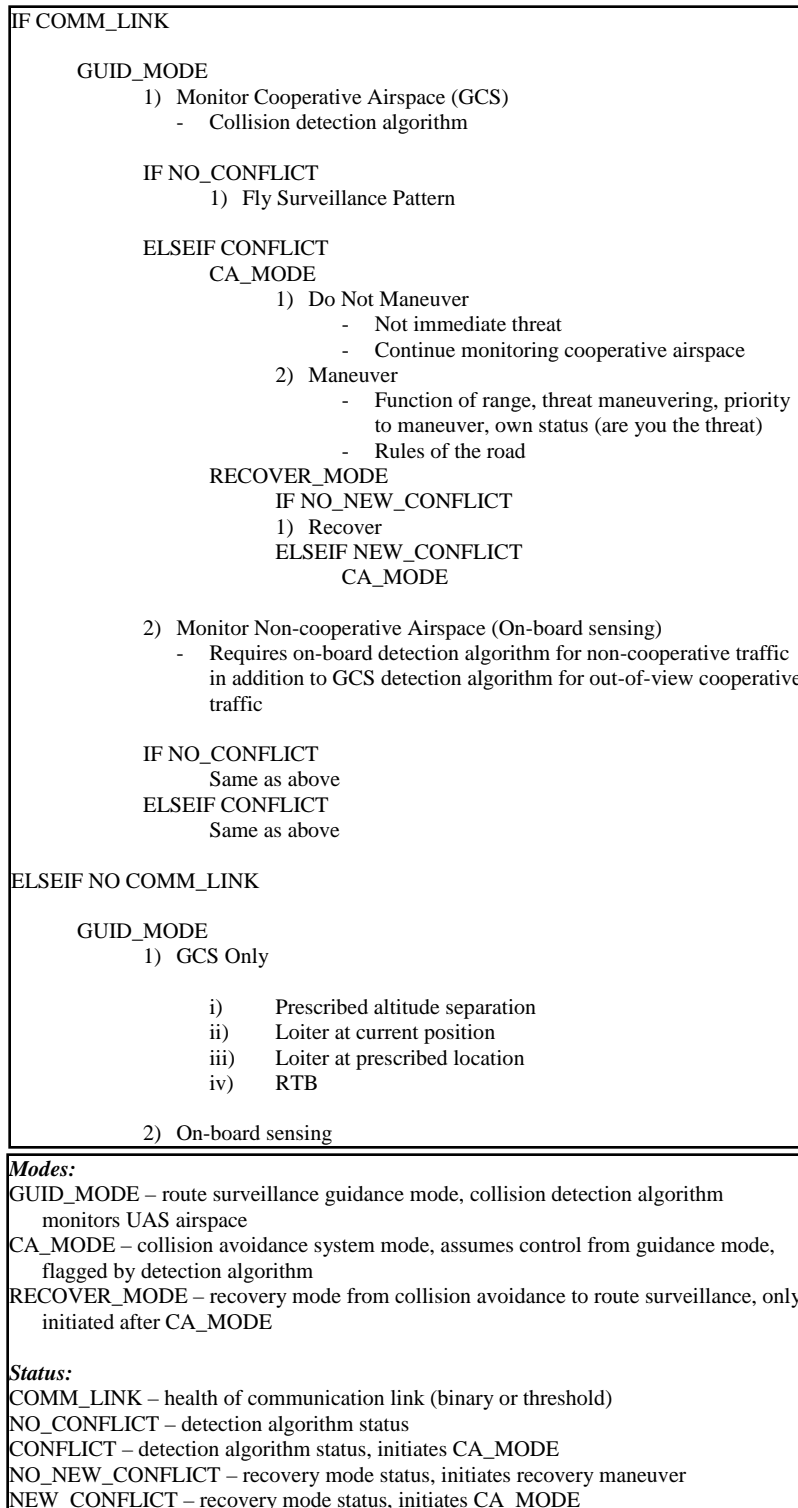 IF COMM_LINK
GUID_MODE
1) Monitor Cooperative Airspace (GCS)
- Collision detection algorithm
IF NO_CONFLICT
1) Fly Surveillance Pattern
ELSEIF CONFLICT
CA_MODE
1) Do Not Maneuver
- Not immediate threat
- Continue monitoring cooperative airspace
2) Maneuver
- Function of range, threat maneuvering, priority
to maneuver, own status (are you the threat)
- Rules of the road
RECOVER_MODE
IF NO_NEW_CONFLICT
1) Recover
ELSEIF NEW_CONFLICT
CA_MODE
2) Monitor Non-cooperative Airspace (On-board sensing)
- Requires on-board detection algorithm for non-cooperative traffic
in addition to GCS detection algorithm for out-of-view cooperative
traffic
IF NO_CONFLICT
Same as above
ELSEIF CONFLICT
Same as above
ELSEIF NO COMM_LINK
GUID_MODE
1) GCS Only
i) Prescribed altitude separation
ii) Loiter at current position
iii) Loiter at prescribed location
iv) RTB
2) On-board sensing
Modes:
GUID_MODE – route surveillance guidance mode, collision detection algorithm
monitors UAS airspace
CA_MODE – collision avoidance system mode, assumes control from guidance mode,
flagged by detection algorithm
RECOVER_MODE – recovery mode from collision avoidance to route surveillance, only
initiated after CA_MODE
Status:
COMM_LINK – health of communication link (binary or threshold)
NO_CONFLICT – detection algorithm status
CONFLICT – detection algorithm status, initiates CA_MODE
NO_NEW_CONFLICT – recovery mode status, initiates recovery maneuver
NEW_CONFLICT – recovery mode status, initiates CA_MODE